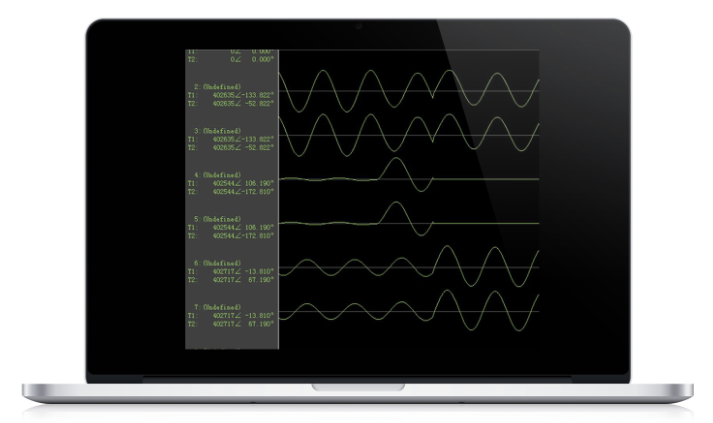 T1: 0∠ 0.000°
T2: 0∠ 0.000°
2:(Undefined)
T1: 402635∠-133.822°
T2: 402635∠ -52.822°
3:(Undefined)
T1: 402635∠-133.822°
T2: 402635∠ -52.822°
4:(Undefined)
T1: 402544∠ 106.190°
T2: 402544∠-172.810°
5:(Undefined)
T1: 402544∠ 106.190°
T2: 402544∠-172.810°
6:(Undefined)
T1: 402717∠ -13.810°
T2: 402717∠ 67.190°
7:(Undefined)
T1: 402717∠ -13.810°
T2: 402717∠ 67.190°